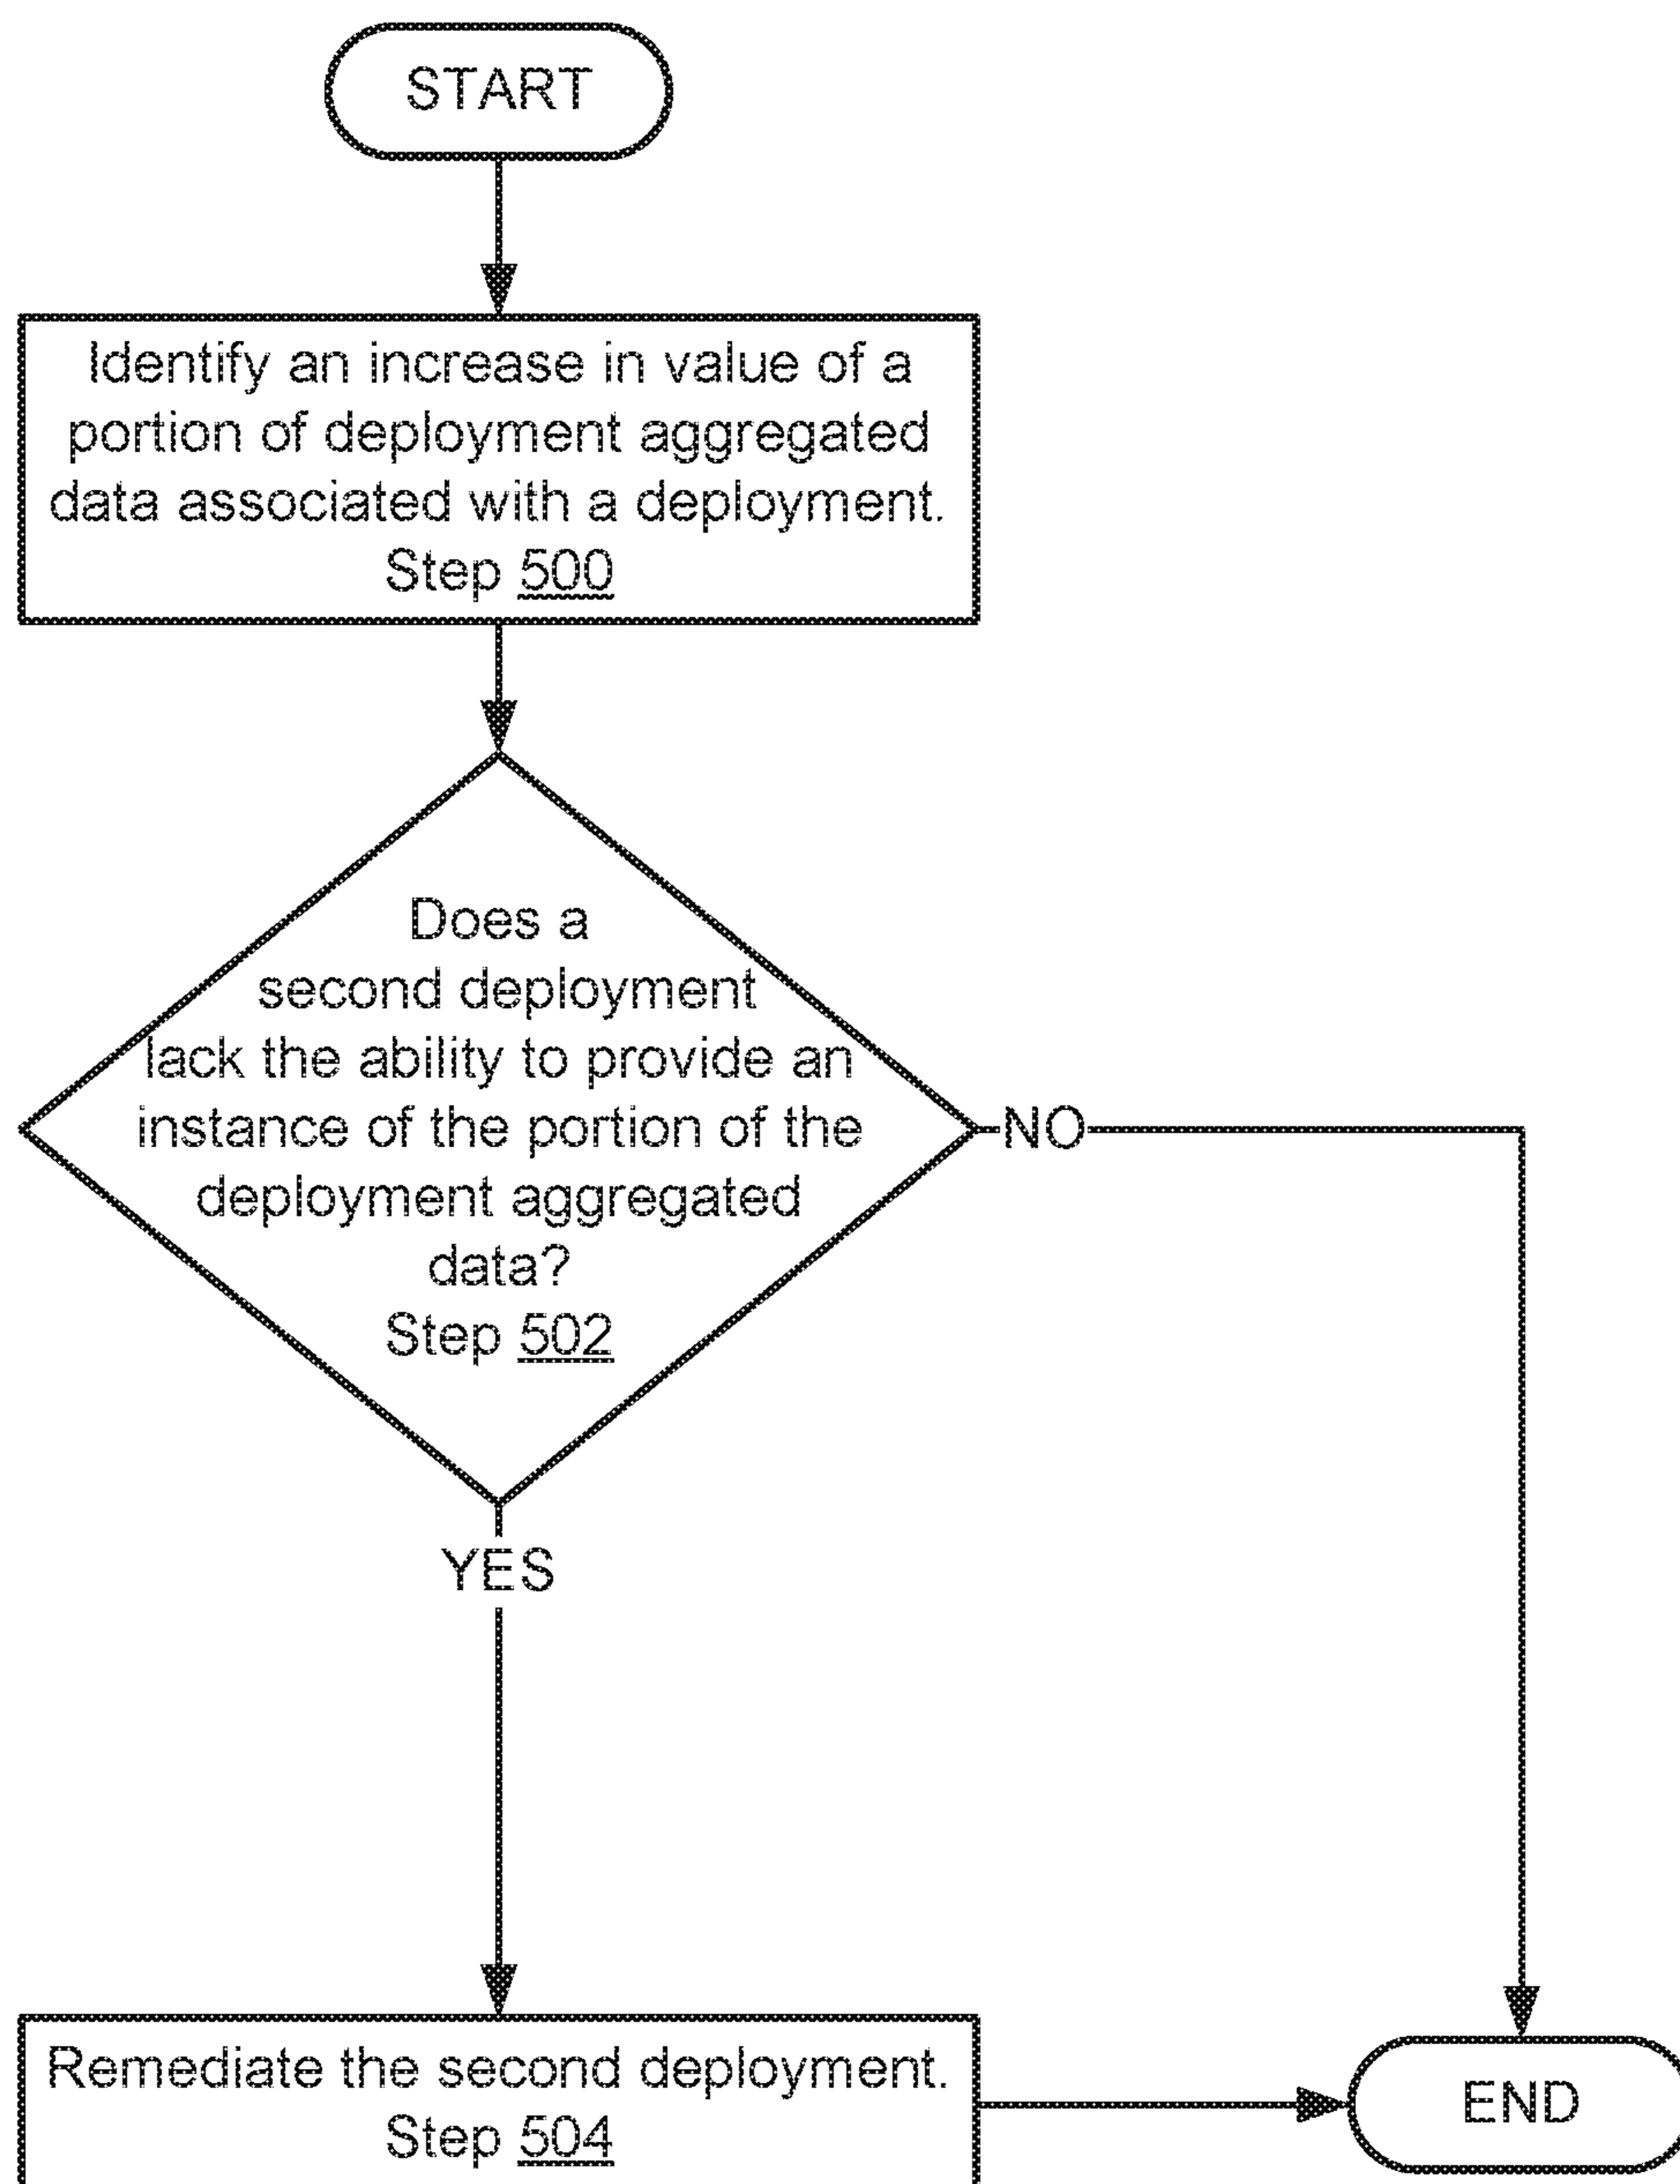 START
Identify an increase in value of a
portion of deployment aggregated
data associated with a deployment.
Step 500
Does a
second deployment
lack the ability to provide an
instance of the portion of the
deployment aggregated
data?
Step 502
NO
YES
Remediate the second deployment.
Step 504
END